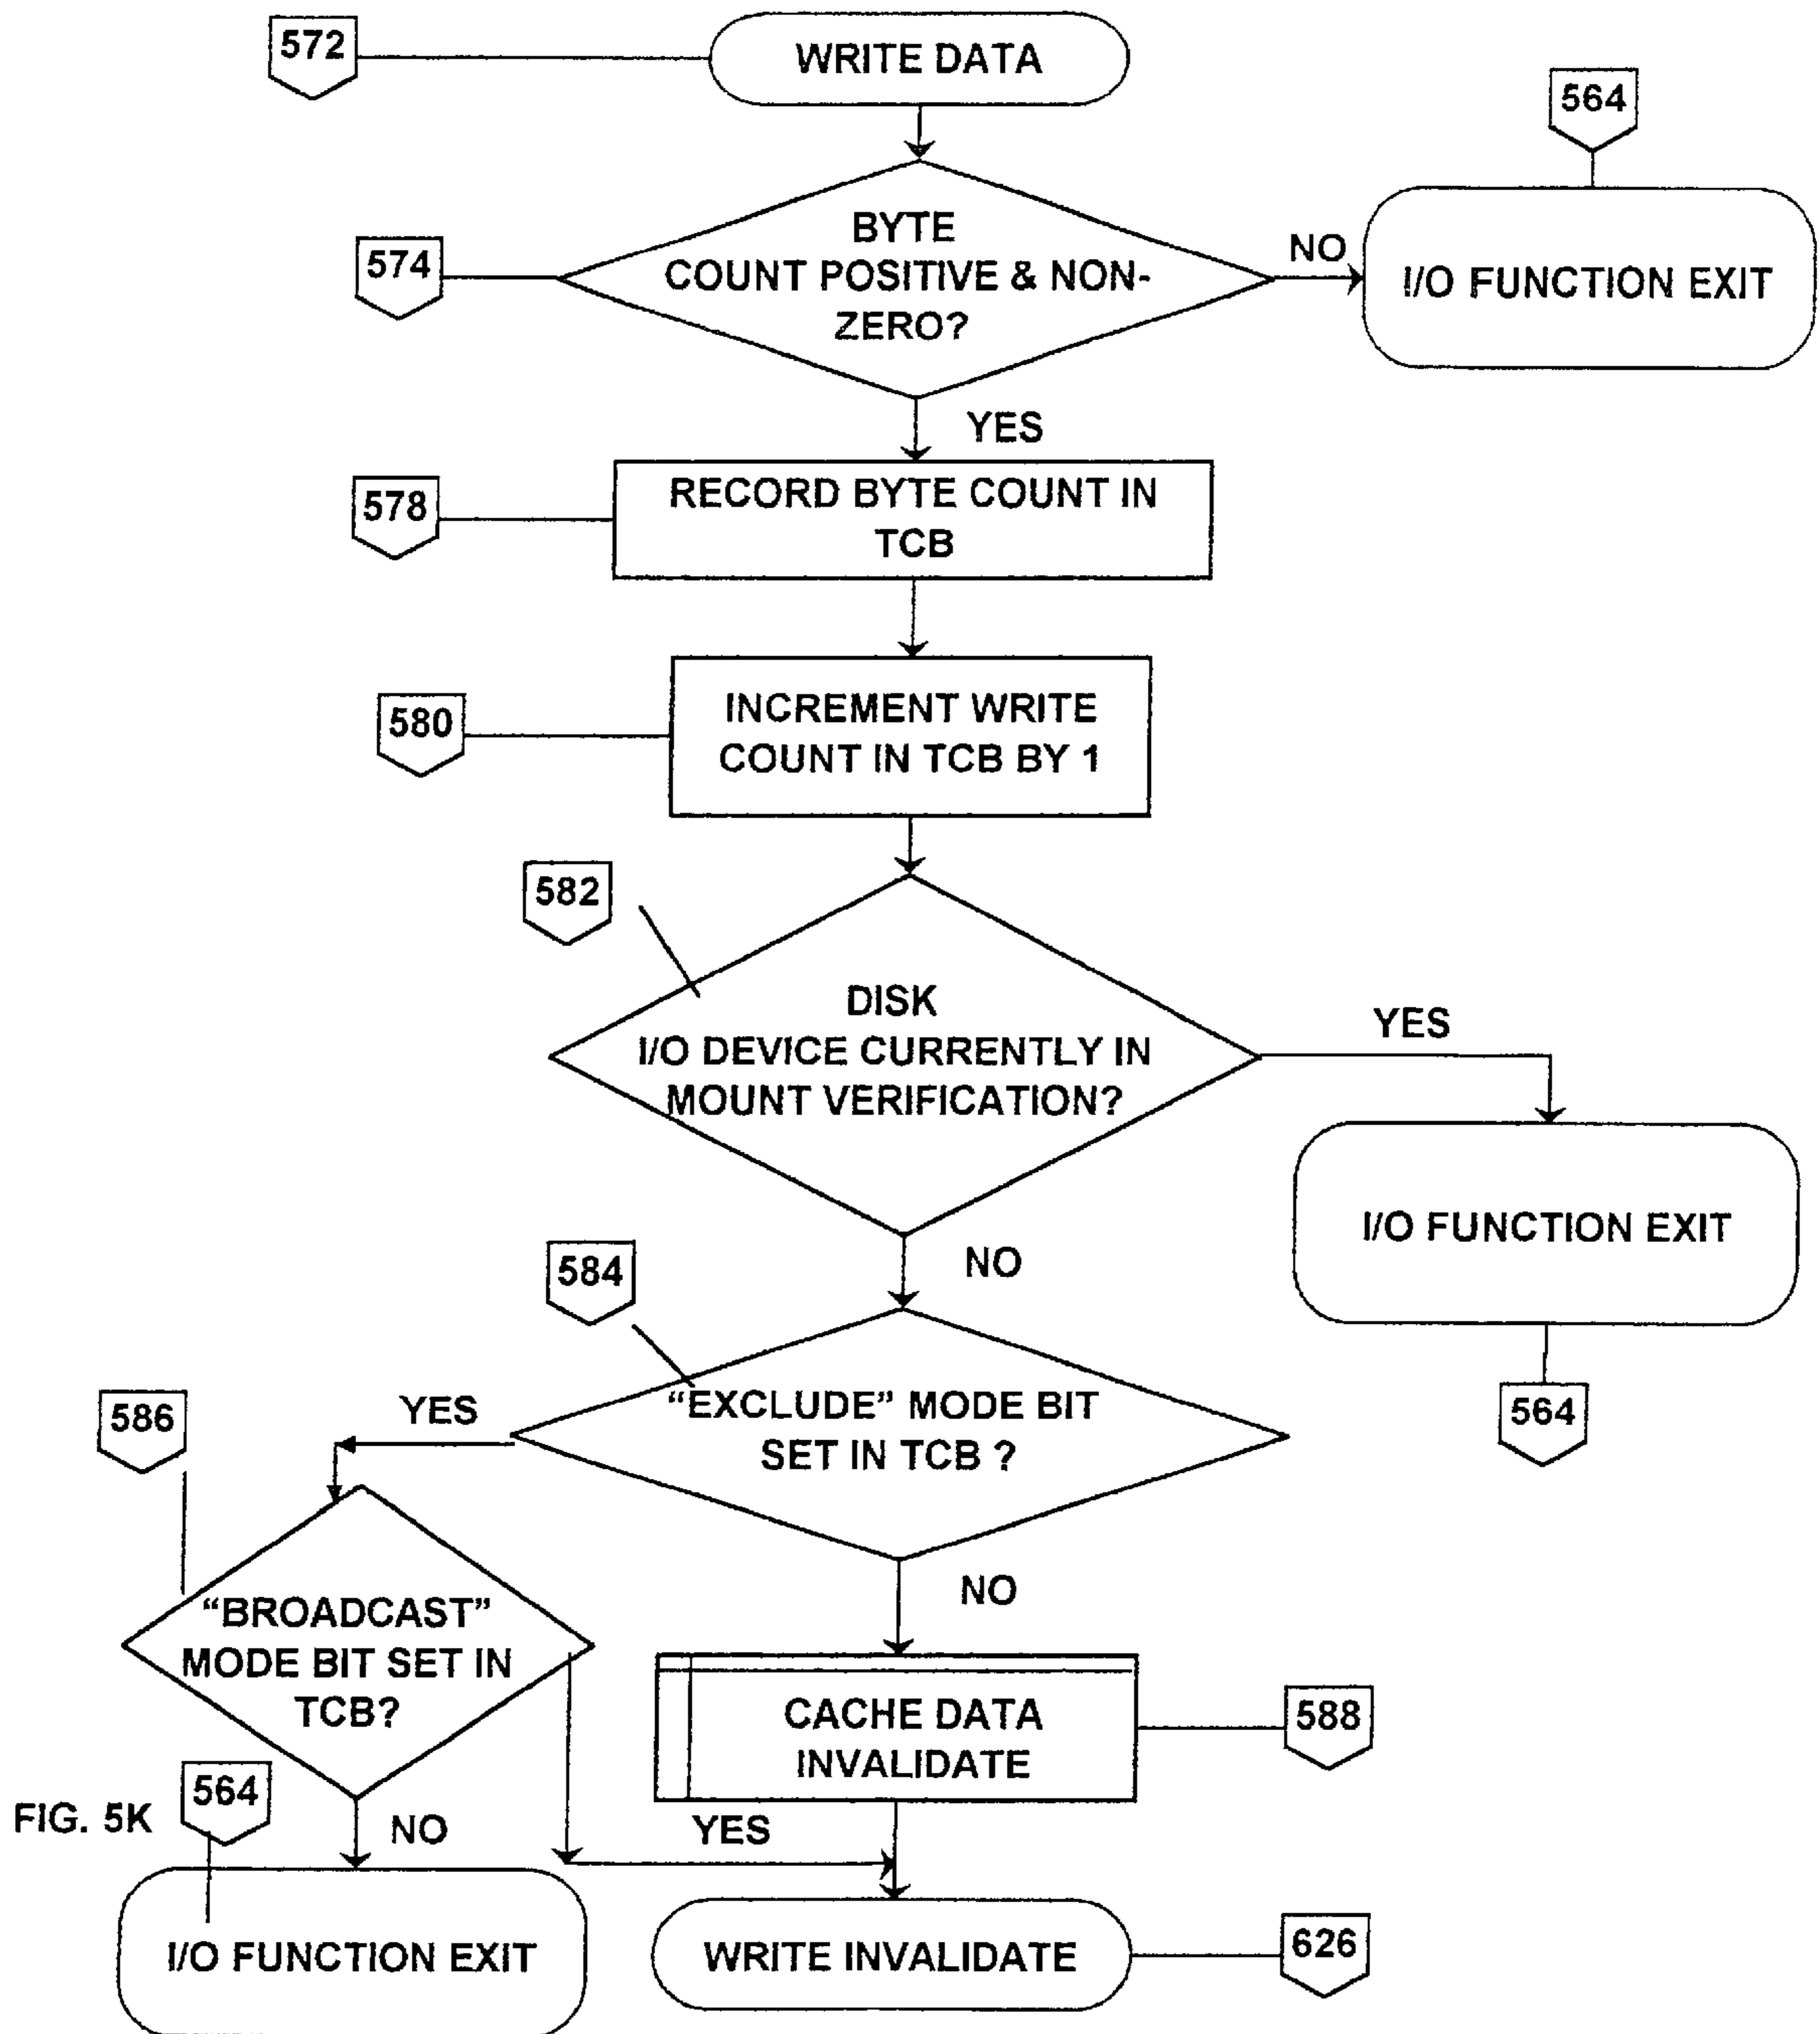 572
WRITE DATA
564
BYTE
COUNT POSITIVE & NON-
ZERO?
574
NO
I/O FUNCTION EXIT
YES
578
RECORD BYTE COUNT IN
TCB
580
INCREMENT WRITE
COUNT IN TCB BY 1
582
DISK
I/O DEVICE CURRENTLY IN
MOUNT VERIFICATION?
YES
I/O FUNCTION EXIT
564
NO
584
“EXCLUDE” MODE BIT
SET IN TCB ?
YES
586
“BROADCAST”
MODE BIT SET IN
TCB?
NO
CACHE DATA
INVALIDATE
588
FIG. 5K
564
NO
YES
I/O FUNCTION EXIT
WRITE INVALIDATE
626